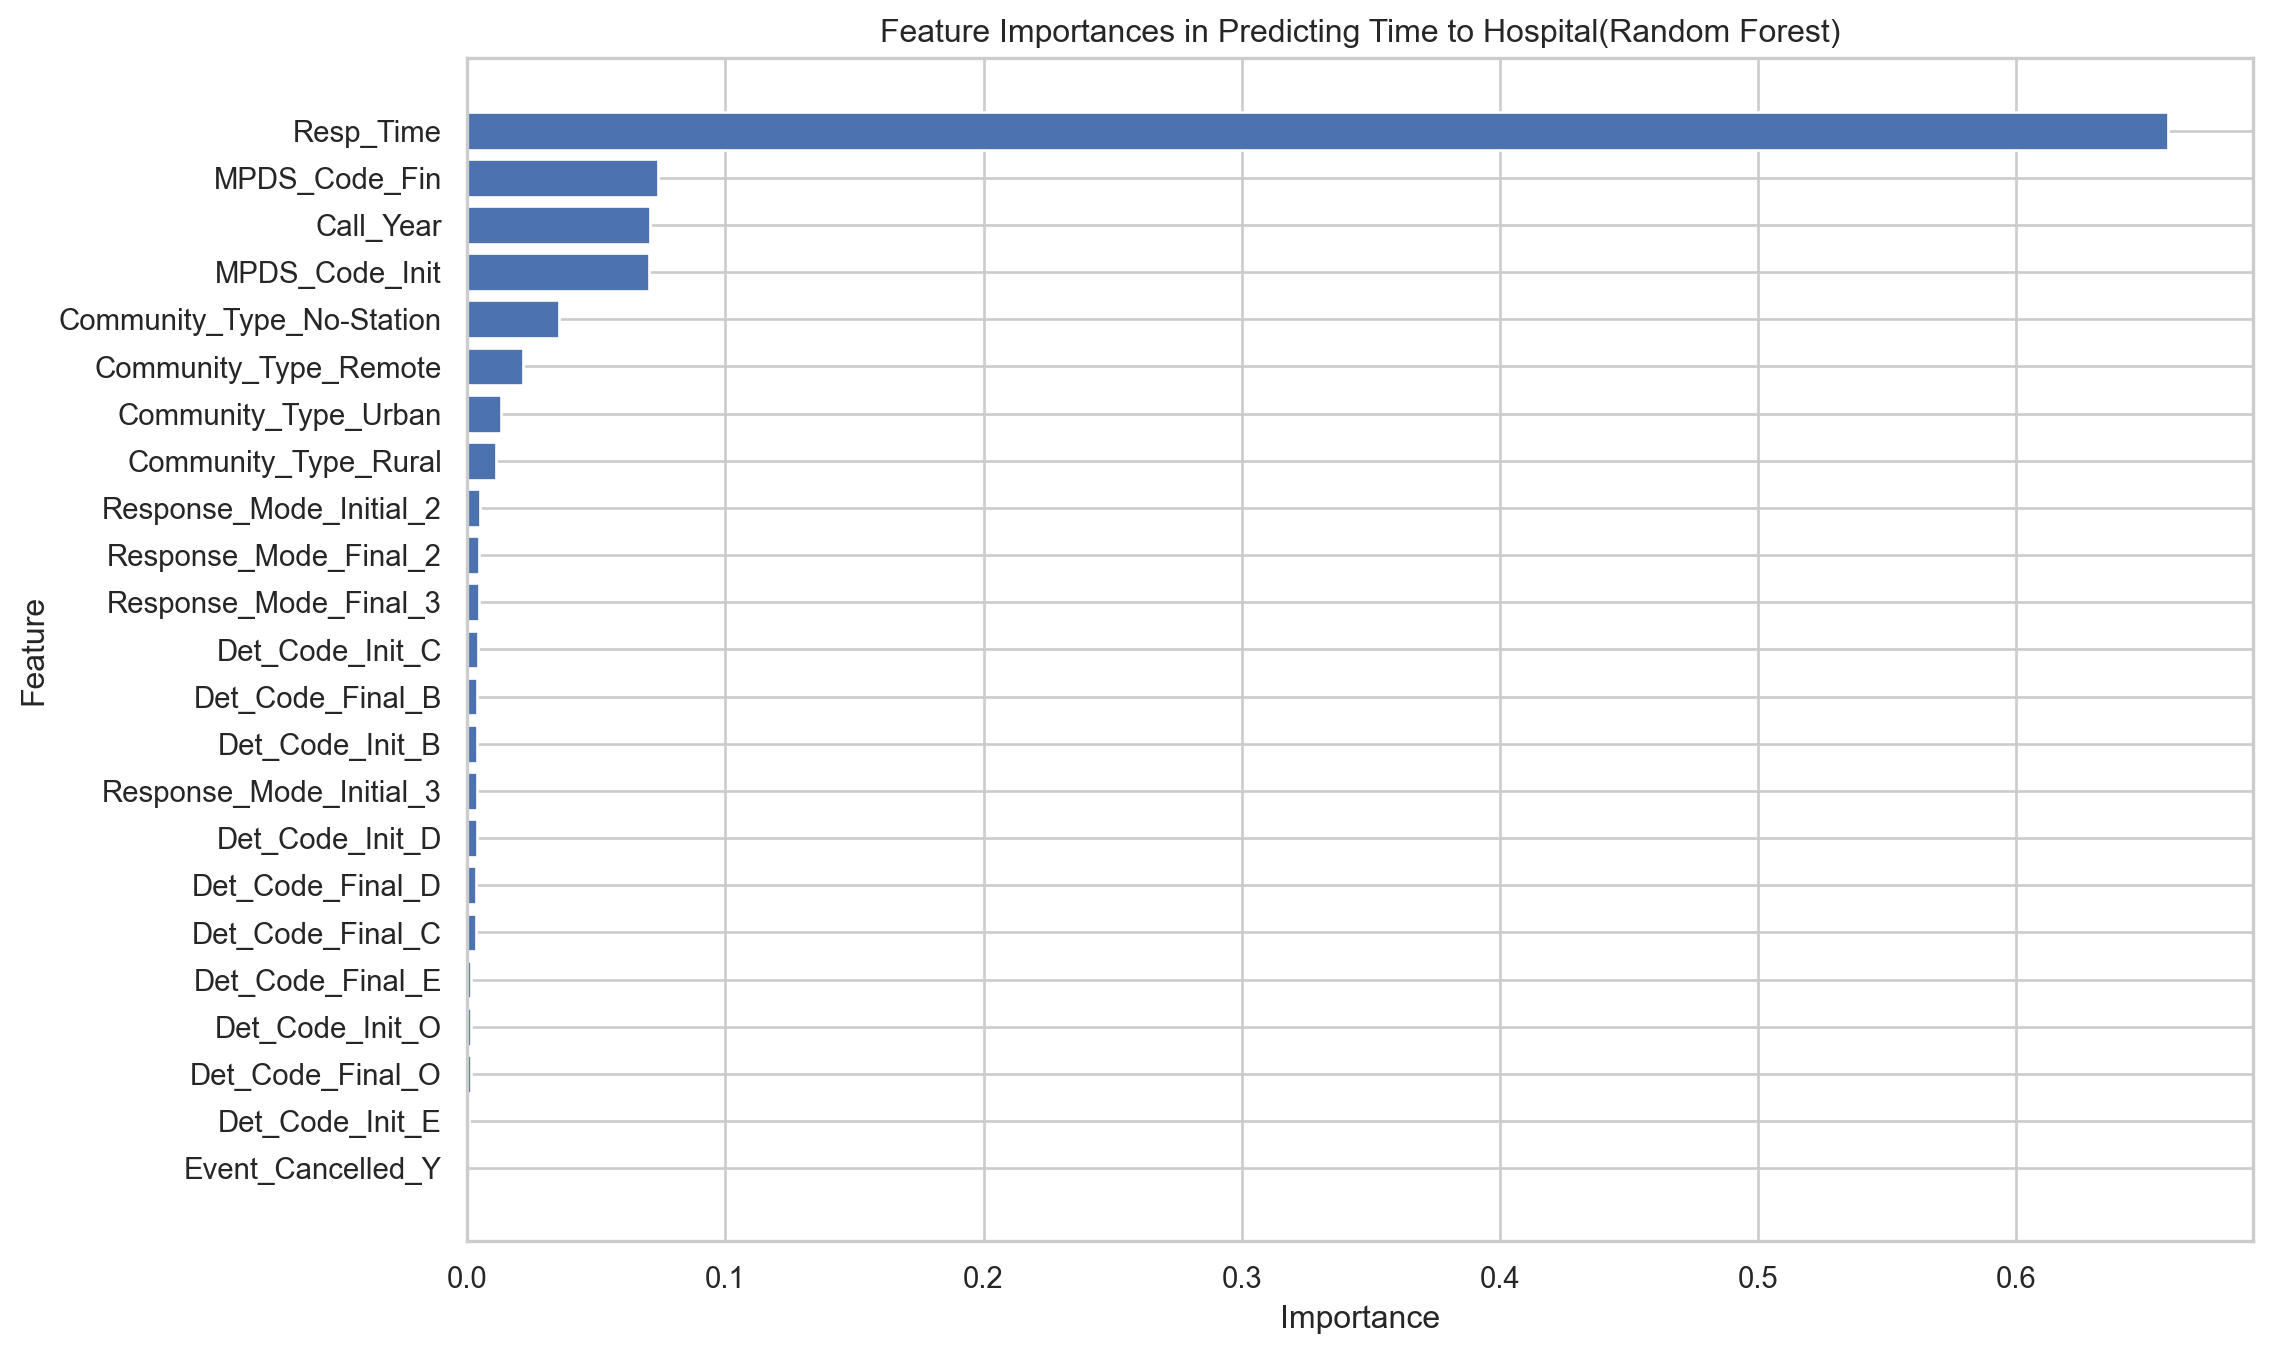 Feature Importances in Predicting Time to Hospital(Random Forest)
Resp_Time
MPDS_Code_Fin
Call_Year
MPDS_Code_Init
Community_Type_No-Station
Community_Type_Remote
Community_Type_Urban
Community_Type_Rural
Response_Mode_Initial_2
Response_Mode_Final_2
Response_Mode_Final_3
Det_Code_Init_C
Det_Code_Final_B
Det_Code_Init_B
Response_Mode_Initial_3
Det_Code_Init_D
Det_Code_Final_D
Det_Code_Final_C
Det_Code_Final_E
Det_Code_Init_O
Det_Code_Final_O
Det_Code_Init_E
Event_Cancelled_Y
Feature
0.0 0.1 0.2 0.3 0.4 0.5 0.6
Importance